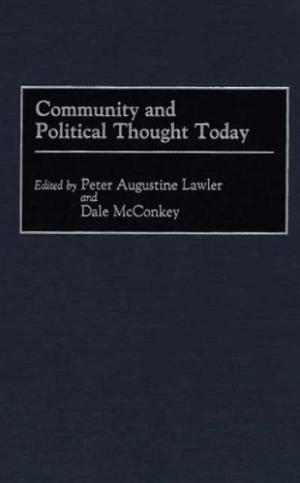 Community and
Political Thought Today
Edited by Peter Augustine Lawler
and
Dale McConkey